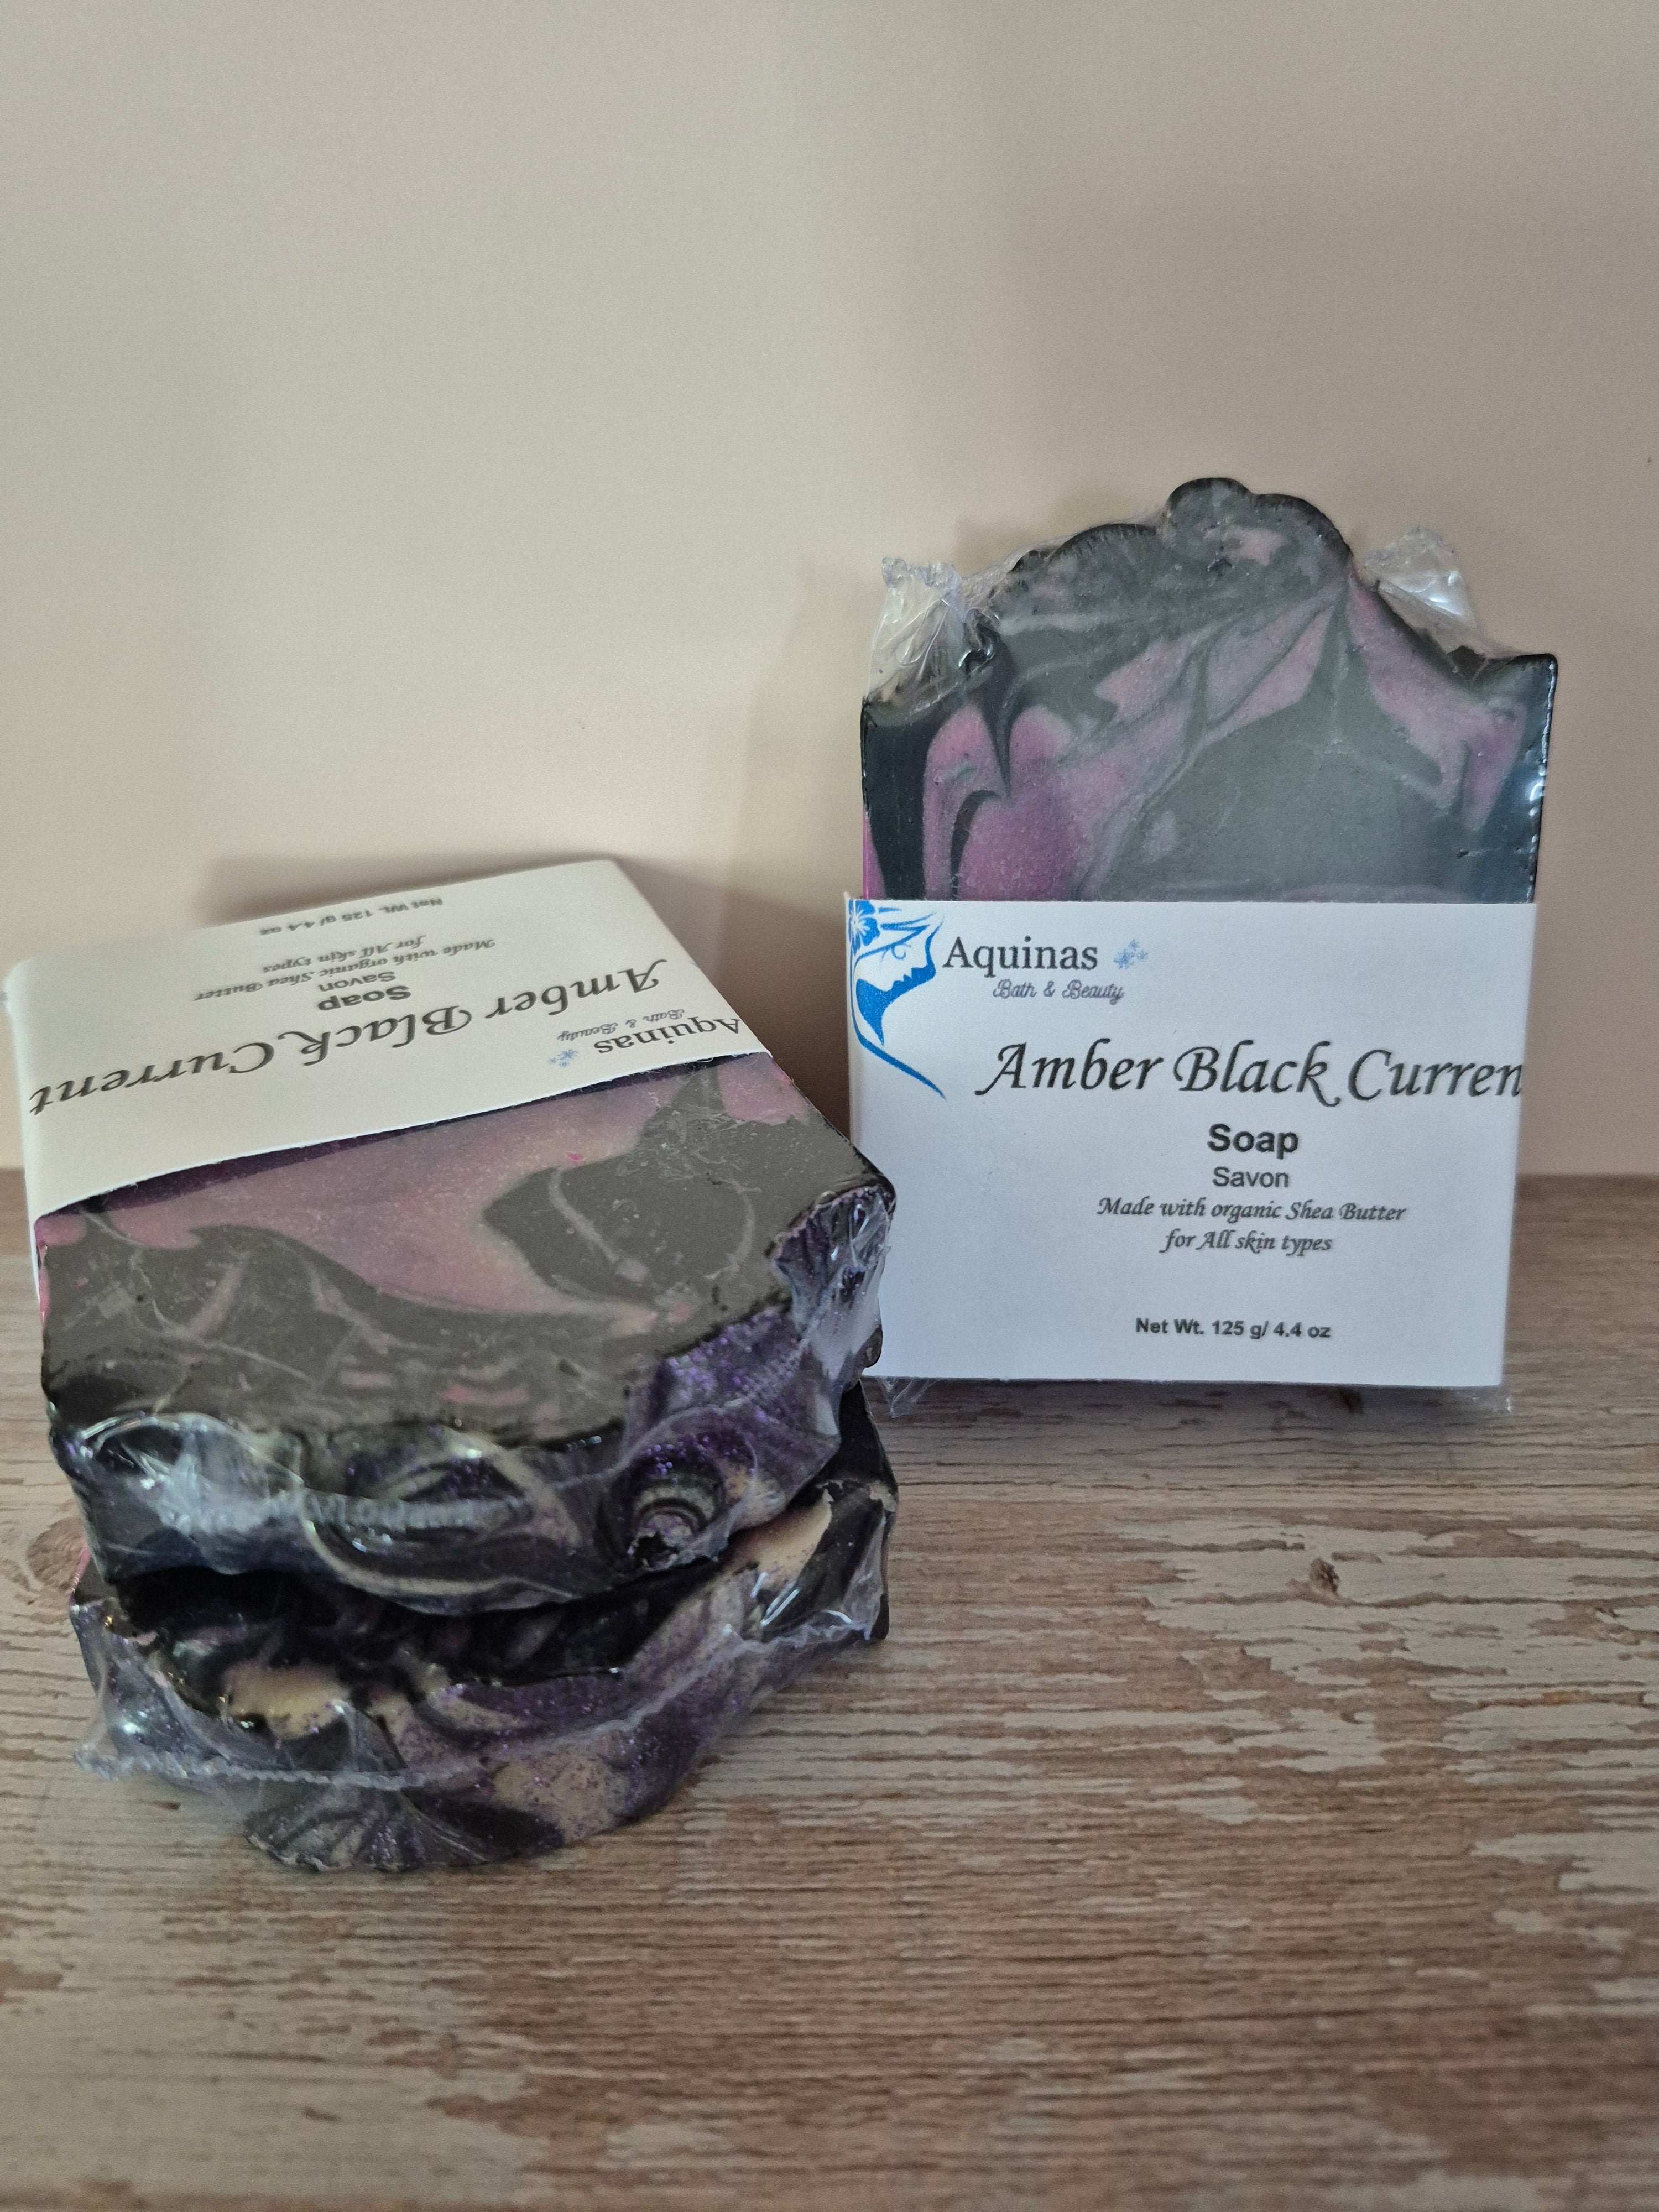 Aquinas
Bath & Beauty
Amber Black Curren
Soap
Savon
Made with organic Shea Butter
for All skin types
Net Wt. 125 g/ 4.4 oz
Aquinas
Bath & Beauty
Amber Black Current
Soap
Savon
Made with organic Shea Butter
for All skin types
Net Wt. 125 g/ 4.4 oz